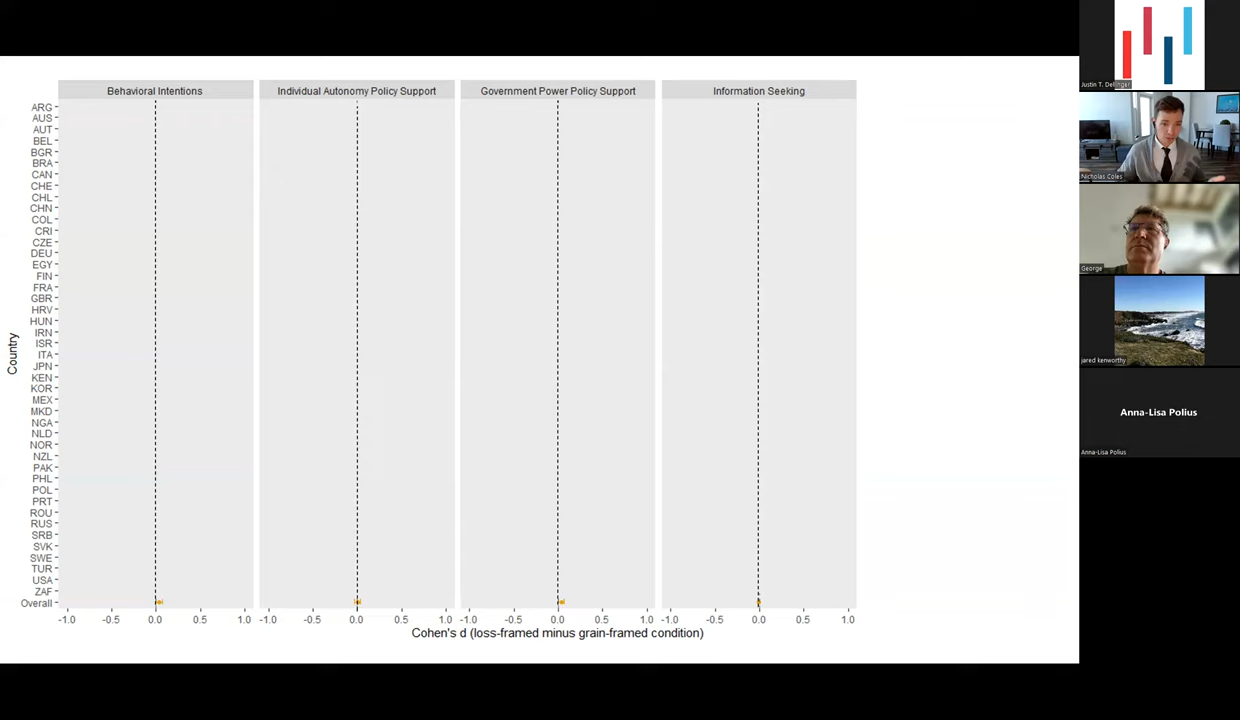 Behavioral Intentions
Individual Autonomy Policy Support
Government Power Policy Support
Information Seeking
Country
ARG
AUS
AUT
BEL
BGR
BRA
CAN
CHE
CHL
CHN
COL
CRI
CZE
DEU
EGY
FIN
FRA
GBR
HRV
HUN
IRN
ISR
ITA
JPN
KEN
KOR
MEX
MKD
NGA
NLD
NOR
NZL
PAK
PHL
POL
PRT
ROU
RUS
SRB
SVK
SWE
TUR
USA
ZAF
Overall
-1.0 -0.5 0.0 0.5 1.0
-1.0 -0.5 0.0 0.5 1.0
-1.0 -0.5 0.0 0.5 1.0
-1.0 -0.5 0.0 0.5 1.0
Cohen's d (loss-framed minus grain-framed condition)
Justin T. Dellinger
Nicholas Coles
George
jared kenworthy
Anna-Lisa Polius
Anna-Lisa Polius